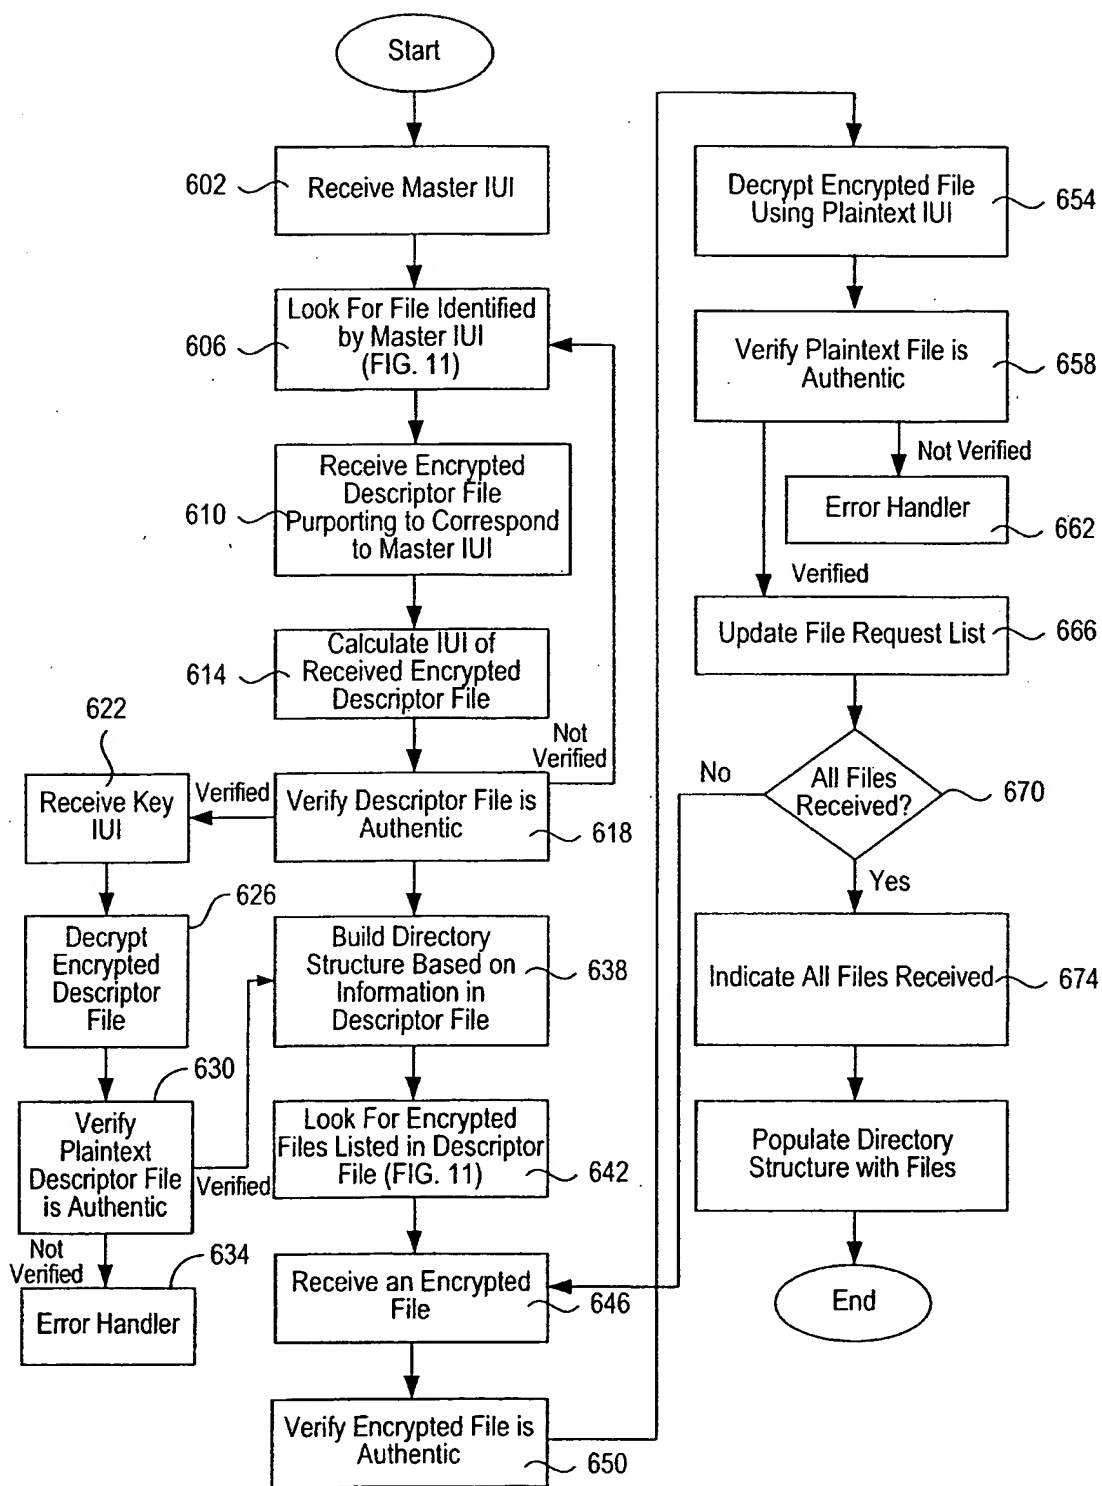 Start
602
Receive Master IUI
606
Look For File Identified
by Master IUI
(FIG. 11)
610
Receive Encrypted
Descriptor File
Purporting to Correspond
to Master IUI
614
Calculate IUI of
Received Encrypted
Descriptor File
Not
Verified
Verify Descriptor File is
Authentic
618
Verified
622
Receive Key
IUI
626
Decrypt
Encrypted
Descriptor
File
630
Verify
Plaintext
Descriptor File
is Authentic
Verified
Not
Verified
634
Error Handler
Build Directory
Structure Based on
Information in
Descriptor File
638
Look For Encrypted
Files Listed in Descriptor
File (FIG. 11)
642
Receive an Encrypted
File
646
Verify Encrypted File is
Authentic
650
Decrypt Encrypted File
Using Plaintext IUI
654
Verify Plaintext File is
Authentic
658
Not Verified
Error Handler
662
Verified
Update File Request List
666
All Files
Received?
670
No
Yes
Indicate All Files Received
674
Populate Directory
Structure with Files
End